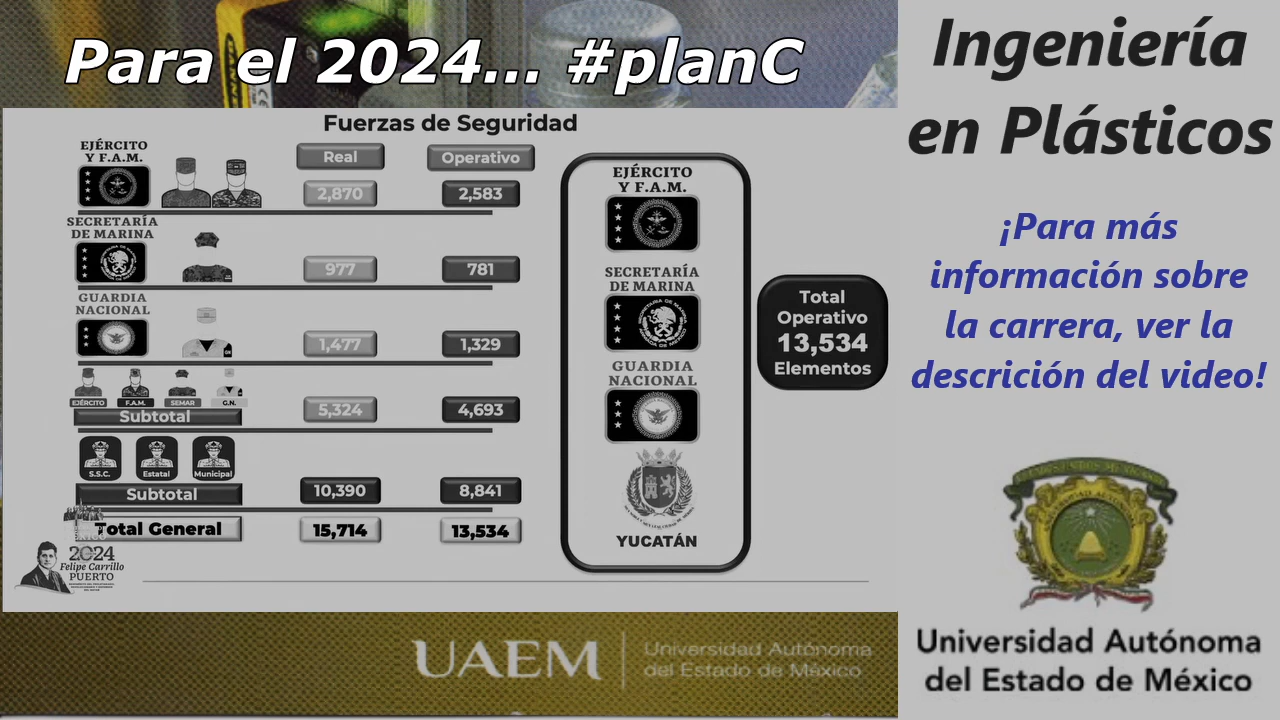 Para el 2024... #planC
Fuerzas de Seguridad
EJÉRCITO
Y F.A.M.
Real
Operativo
2,870
2,583
SECRETARÍA
DE MARINA
977
781
GUARDIA
NACIONAL
1,477
1,329
EJÉRCITO
F.A.M.
SEMAR
G.N.
Subtotal
5,324
4,693
S.S.C.
Estatal
Municipal
Subtotal
10,390
8,841
Total General
15,714
13,534
2024
Felipe Carrillo
PUERTO
EJÉRCITO
Y F.A.M.
SECRETARÍA
DE MARINA
GUARDIA
NACIONAL
YUCATÁN
Total
Operativo
13,534
Elementos
UAEM
Universidad Autónoma
del Estado de México
Ingeniería
en Plásticos
¡Para más
información sobre
la carrera, ver la
descrición del video!
Universidad Autónoma
del Estado de México